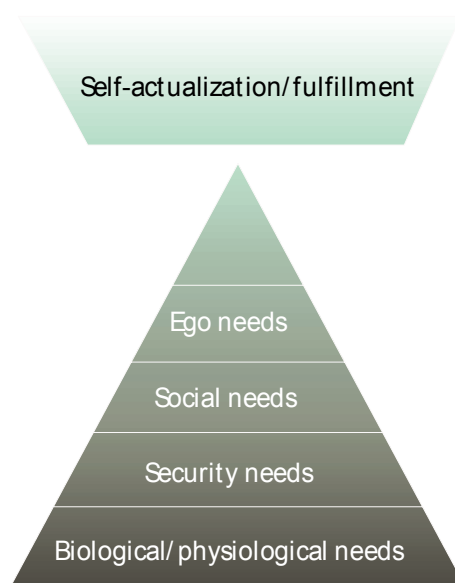 Self-actualization/fulfillment
Ego needs
Social needs
Security needs
Biological/physiological needs